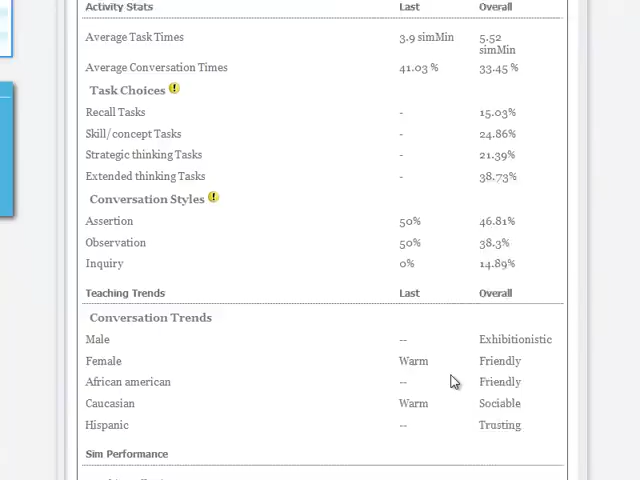 Activity Stats Last Overall
Average Task Times 3.9 simMin 5.52
simMin
Average Conversation Times 41.03 % 33.45 %
Task Choices
Recall Tasks - 15.03%
Skill/concept Tasks - 24.86%
Strategic thinking Tasks - 21.39%
Extended thinking Tasks - 38.73%
Conversation Styles
Assertion 50% 46.81%
Observation 50% 38.3%
Inquiry 0% 14.89%
Teaching Trends Last Overall
Conversation Trends
Male -- Exhibitionistic
Female Warm Friendly
African american -- Friendly
Caucasian Warm Sociable
Hispanic -- Trusting
Sim Performance